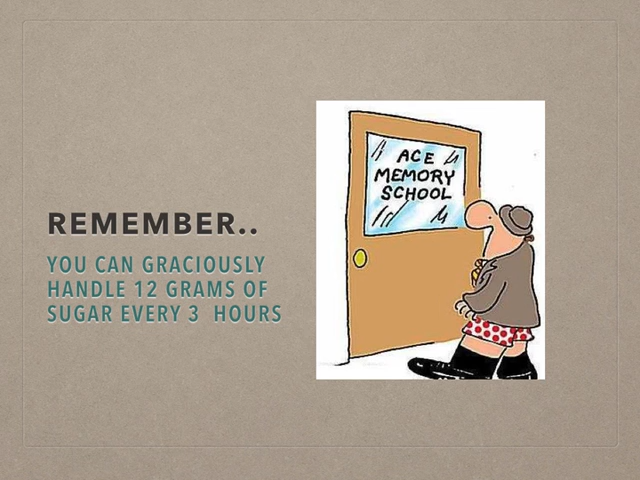 REMEMBER..
YOU CAN GRACIOUSLY
HANDLE 12 GRAMS OF
SUGAR EVERY 3 HOURS
ACE
MEMORY
SCHOOL